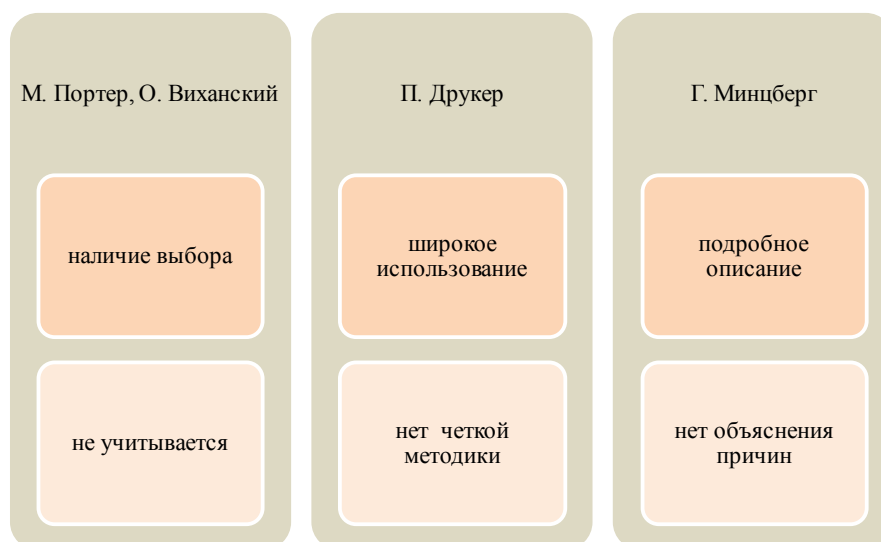 М. Портер, О. Виханский
наличие выбора
не учитывается
П. Друкер
широкое
использование
нет четкой
методики
Г. Минцберг
подробное
описание
нет объяснения
причин